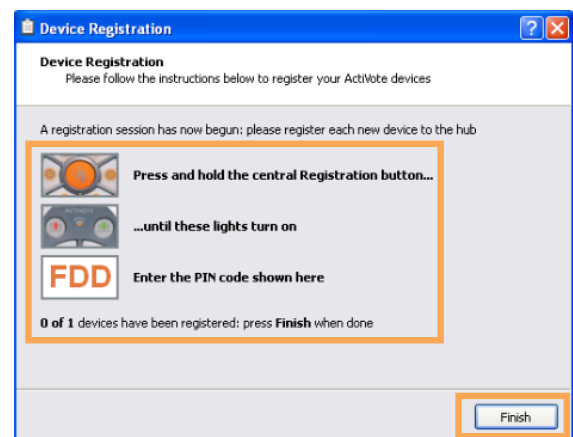 Device Registration
Device Registration
Please follow the instructions below to register your ActiVote devices
A registration session has now begun: please register each new device to the hub
Press and hold the central Registration button...
ACTIVOTE
...until these lights turn on
FDD
Enter the PIN code shown here
0 of 1 devices have been registered: press Finish when done
Finish